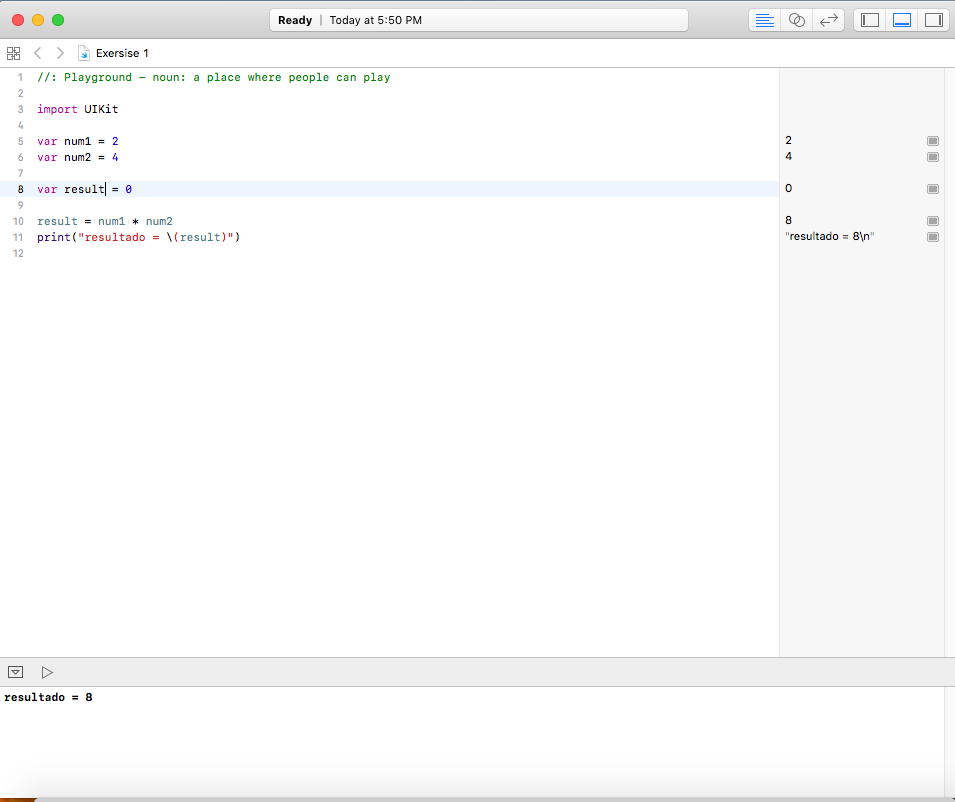 Ready | Today at 5:50 PM
Exersise 1
1 //: Playground - noun: a place where people can play
2
3 import UIKit
4
5 var num1 = 2 2
6 var num2 = 4 4
7
8 var result = 0 0
9
10 result = num1 * num2 8
11 print("resultado = \(result)") "resultado = 8\n"
12
resultado = 8